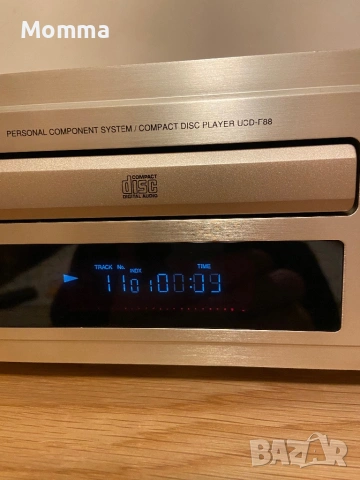 Momma
PERSONAL COMPONENT SYSTEM / COMPACT DISC PLAYER UCD-F88
COMPACT
disc
DIGITAL AUDIO
TRACK No. INDX TIME
11 01 00:09
BAZAR